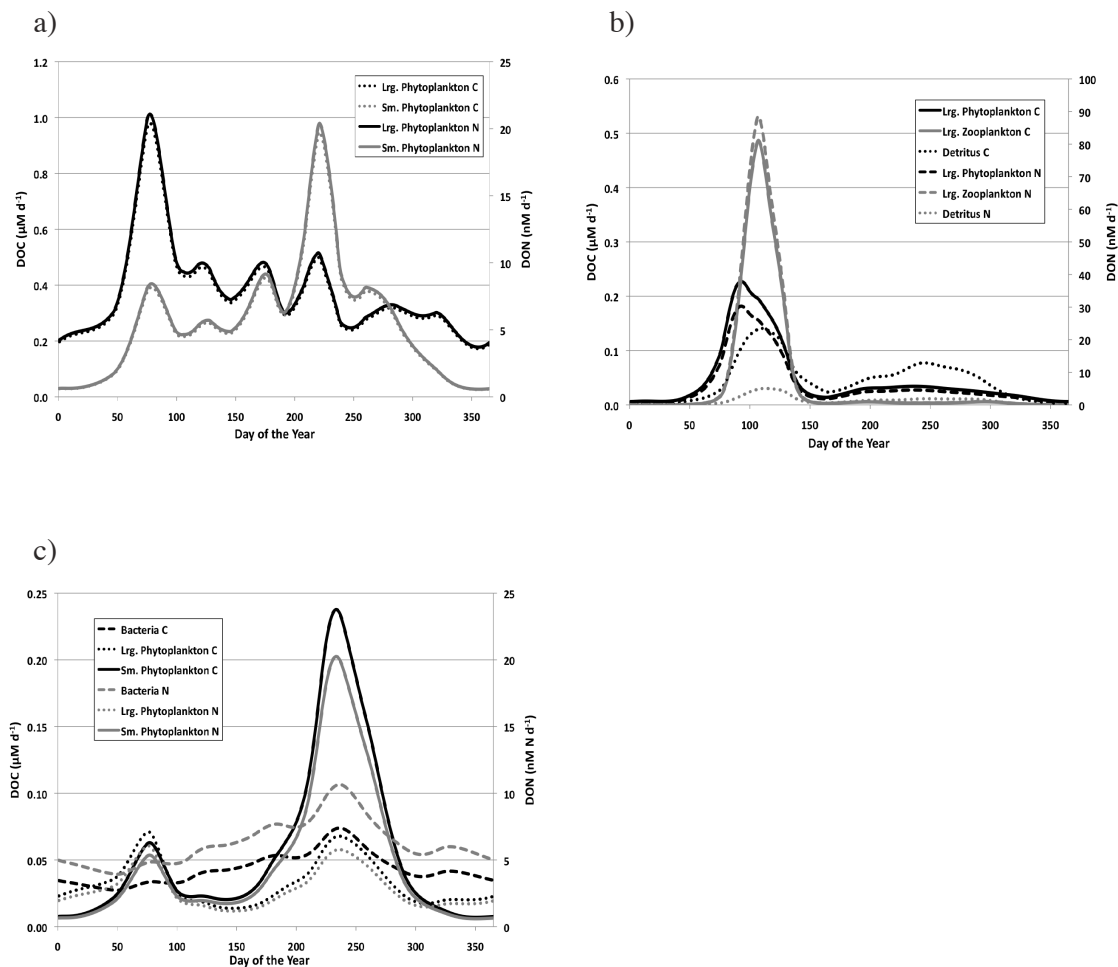 a)
1.2
1.0
0.8
0.6
0.4
0.2
0.0
DOC (µM d⁻¹)
25
20
15
10
5
0
DON (nM d⁻¹)
Lrg. Phytoplankton C
Sm. Phytoplankton C
Lrg. Phytoplankton N
Sm. Phytoplankton N
0 50 100 150 200 250 300 350
Day of the Year
b)
0.6
0.5
0.4
0.3
0.2
0.1
0.0
DOC (µM d⁻¹)
100
90
80
70
60
50
40
30
20
10
0
DON (nM d⁻¹)
Lrg. Phytoplankton C
Lrg. Zooplankton C
Detritus C
Lrg. Phytoplankton N
Lrg. Zooplankton N
Detritus N
0 50 100 150 200 250 300 350
Day of the Year
c)
0.25
0.20
0.15
0.10
0.05
0.00
DOC (µM d⁻¹)
25
20
15
10
5
0
DON (nM N d⁻¹)
Bacteria C
Lrg. Phytoplankton C
Sm. Phytoplankton C
Bacteria N
Lrg. Phytoplankton N
Sm. Phytoplankton N
0 50 100 150 200 250 300 350
Day of the Year